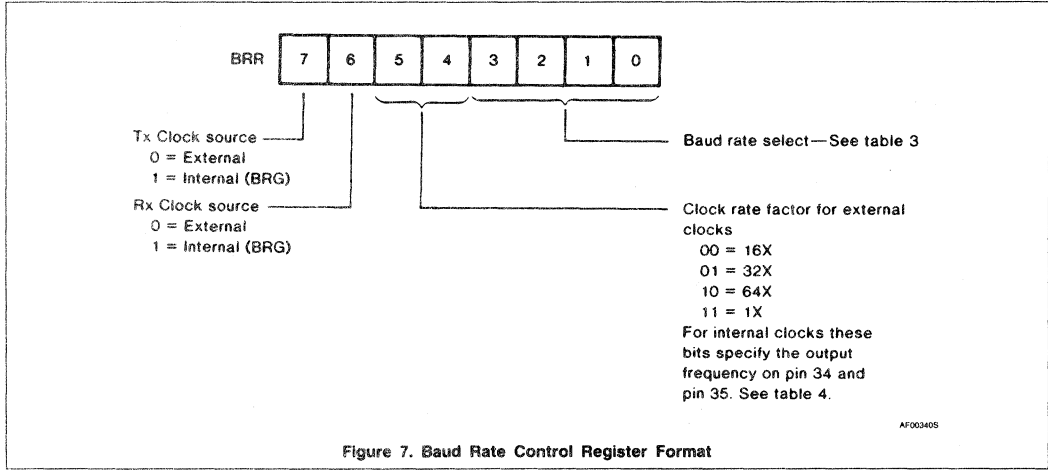 BRR 7 6 5 4 3 2 1 0
Tx Clock source
0 = External
1 = Internal (BRG)
Rx Clock source
0 = External
1 = Internal (BRG)
Baud rate select—See table 3
Clock rate factor for external
clocks
00 = 16X
01 = 32X
10 = 64X
11 = 1X
For internal clocks these
bits specify the output
frequency on pin 34 and
pin 35. See table 4.
AF00340S
Figure 7. Baud Rate Control Register Format